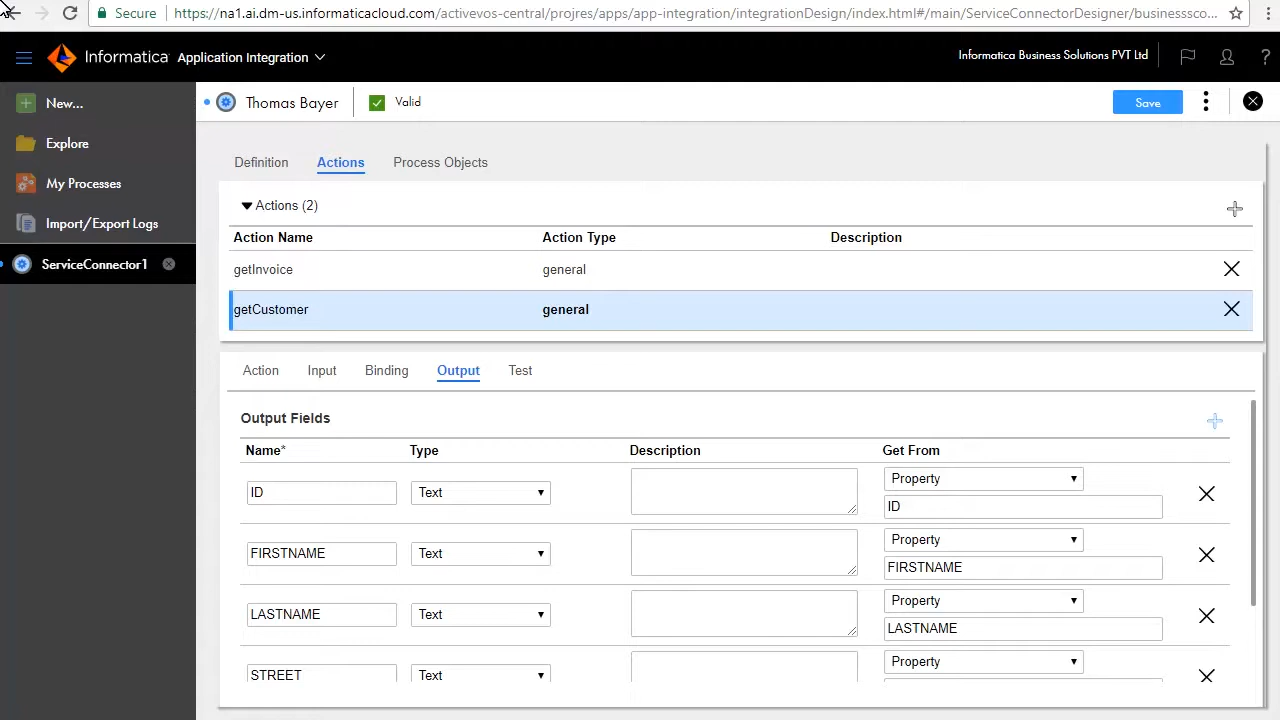 Secure https://na1.ai.dm-us.informaticacloud.com/activevos-central/projres/apps/app-integration/integrationDesign/index.html#/main/ServiceConnectorDesigner/businesssco...
Informatica Application Integration Informatica Business Solutions PVT Ltd ?
New... Thomas Bayer Valid Save
Explore
My Processes
Import/Export Logs
ServiceConnector1
Definition Actions Process Objects
Actions (2)
Action Name Action Type Description
getInvoice general
getCustomer general
Action Input Binding Output Test
Output Fields
Name* Type Description Get From
ID Text Property
ID
FIRSTNAME Text Property
FIRSTNAME
LASTNAME Text Property
LASTNAME
STREET Text Property